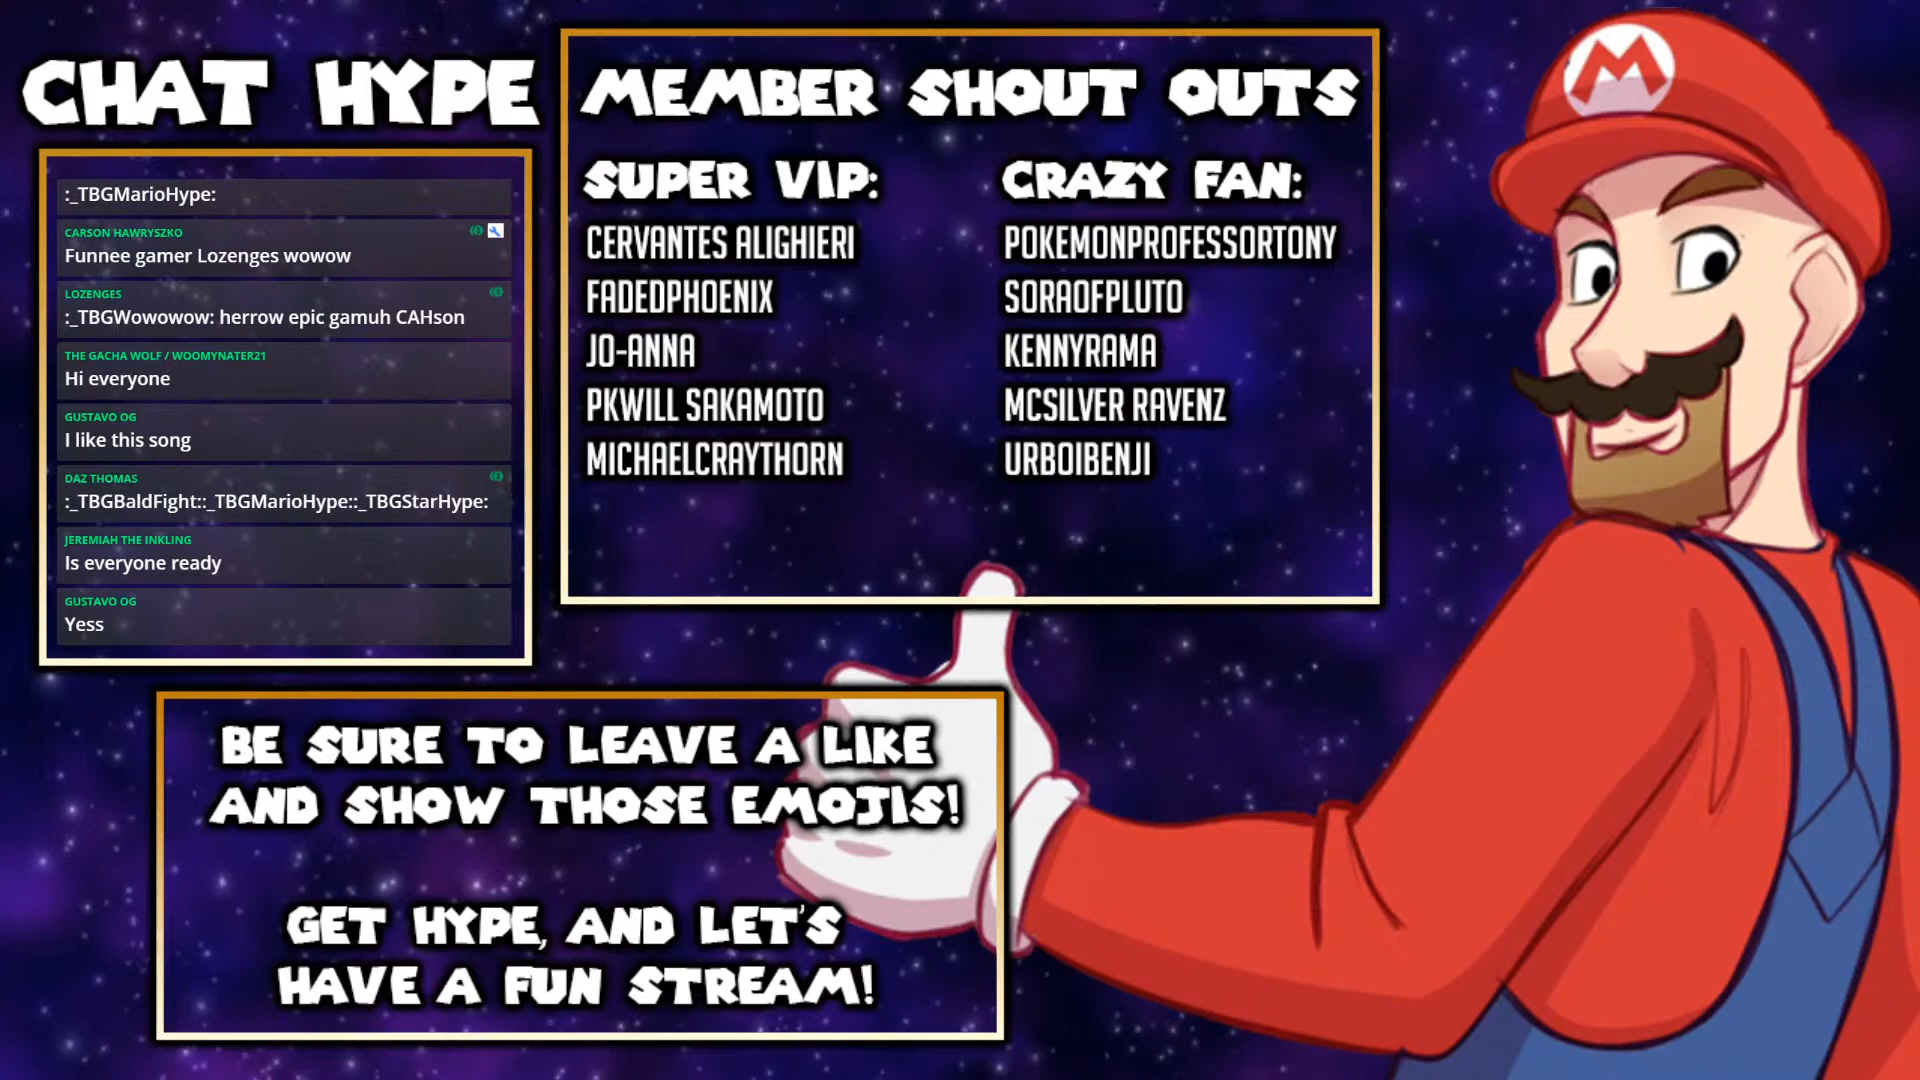 CHAT HYPE
:_TBGMarioHype:
CARSON HAWRYSZKO
Funnee gamer Lozenges wowow
LOZENGES
:_TBGWowowow: herrow epic gamuh CAHson
THE GACHA WOLF / WOOMYNATER21
Hi everyone
GUSTAVO OG
I like this song
DAZ THOMAS
:_TBGBaldFight::_TBGMarioHype::_TBGStarHype:
JEREMIAH THE INKLING
Is everyone ready
GUSTAVO OG
Yess
MEMBER SHOUT OUTS
SUPER VIP:
CERVANTES ALIGHIERI
FADEDPHOENIX
JO-ANNA
PKWILL SAKAMOTO
MICHAELCRAYTHORN
CRAZY FAN:
POKEMONPROFESSORTONY
SORAOFPLUTO
KENNYRAMA
MCSILVER RAVENZ
URBOIBENJI
BE SURE TO LEAVE A LIKE
AND SHOW THOSE EMOJIS!
GET HYPE, AND LET'S
HAVE A FUN STREAM!
M